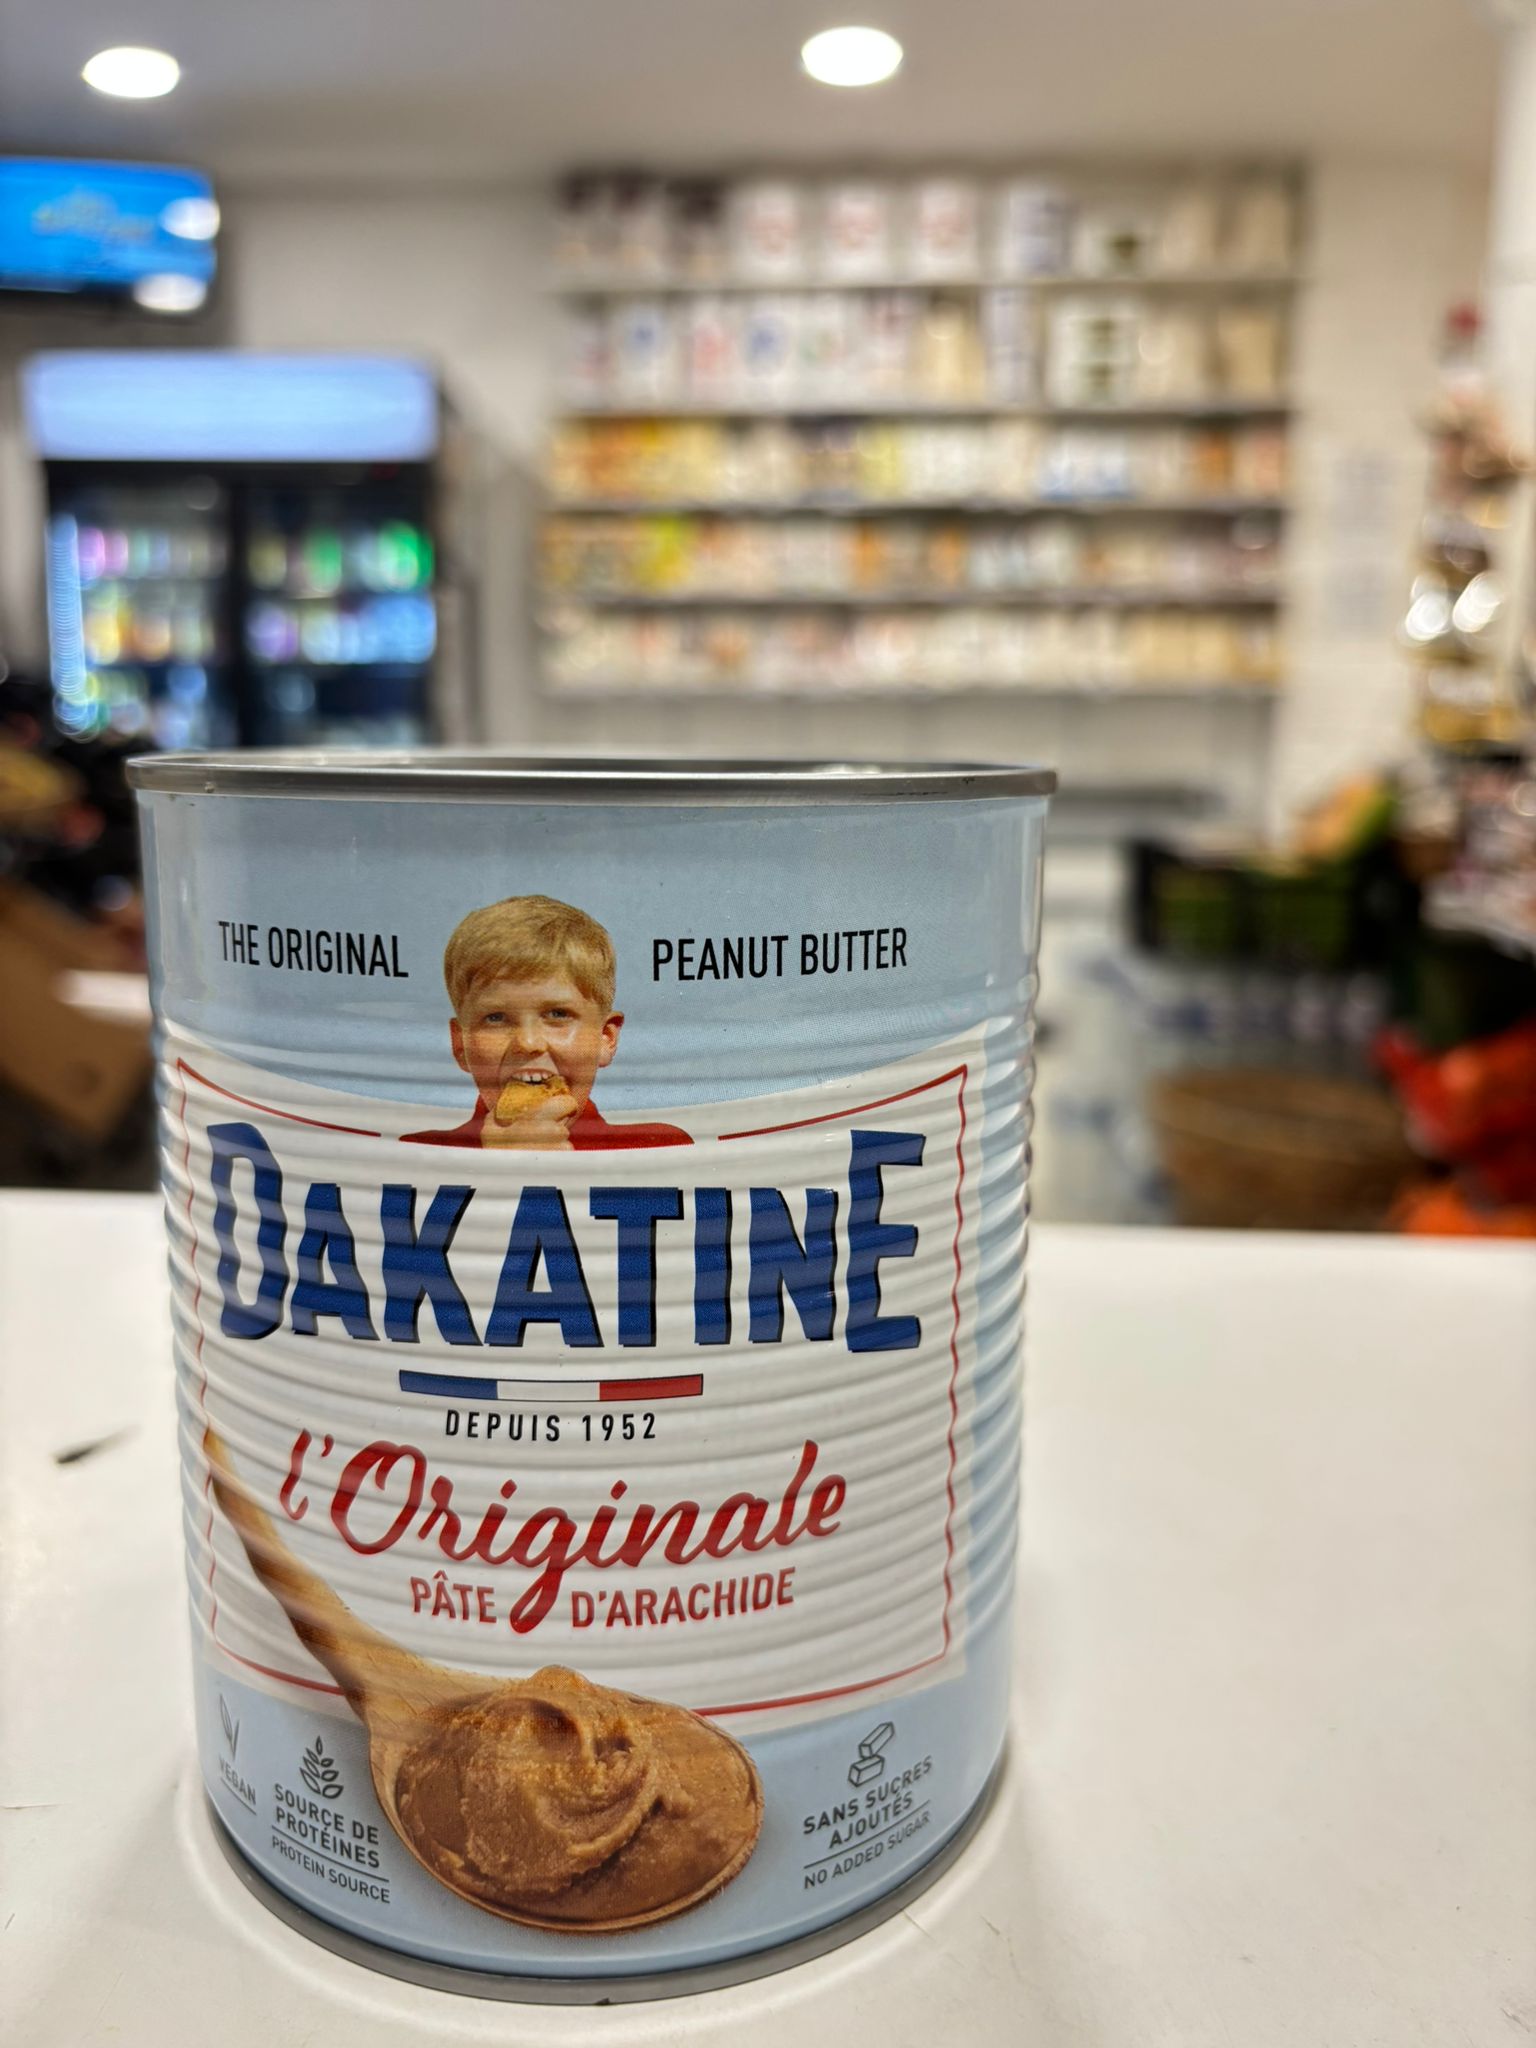 THE ORIGINAL PEANUT BUTTER
DAKATINE
DEPUIS 1952
l'Originale
PÂTE D'ARACHIDE
VEGAN
SOURCE DE
PROTÉINES
PROTEIN SOURCE
SANS SUCRES
AJOUTÉS
NO ADDED SUGAR